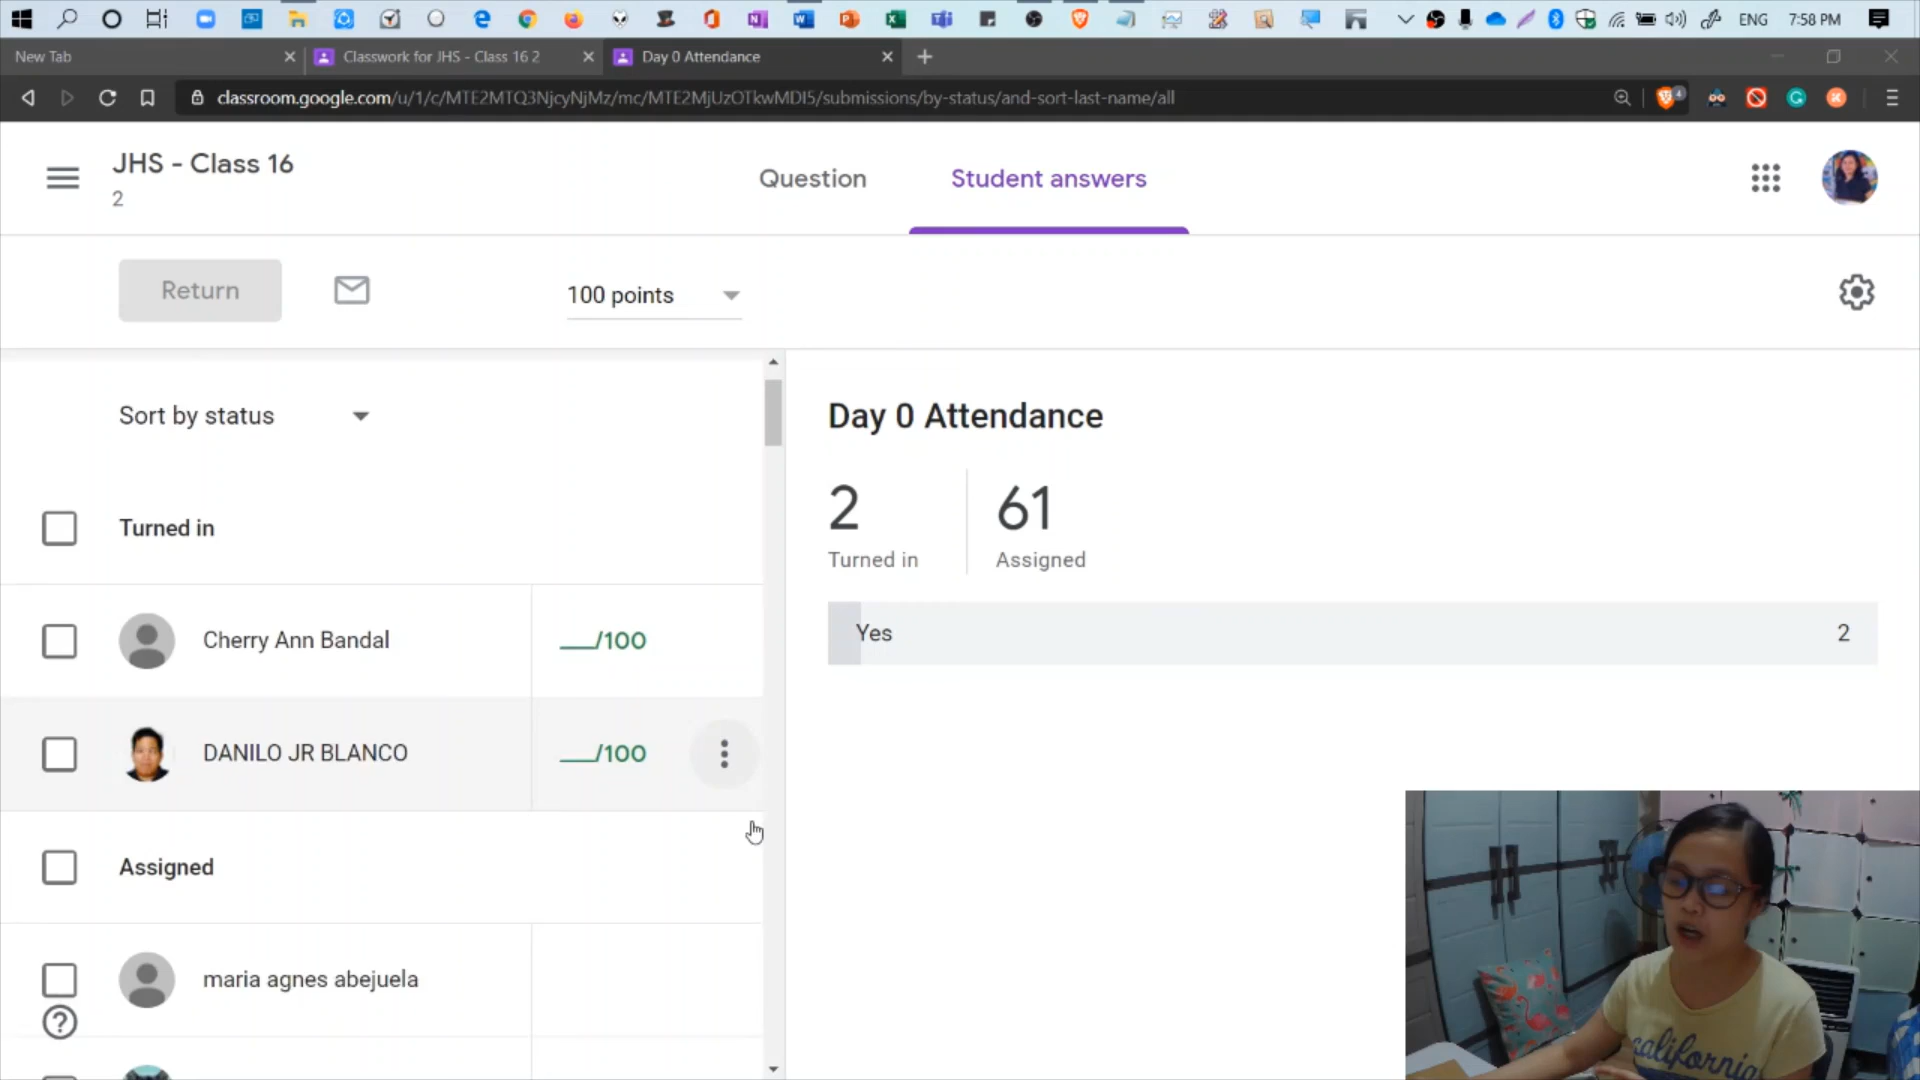 ENG 7:58 PM
New Tab
Classwork for JHS - Class 16 2
Day 0 Attendance
classroom.google.com/u/1/c/MTE2MTQ3NjcyNjMz/mc/MTE2MjUzOTkwMDI5/submissions/by-status/and-sort-last-name/all
JHS - Class 16
2
Question
Student answers
Return
100 points
Sort by status
Turned in
Cherry Ann Bandal
/100
DANILO JR BLANCO
/100
Assigned
maria agnes abejuela
Day 0 Attendance
2
Turned in
61
Assigned
Yes
2
california